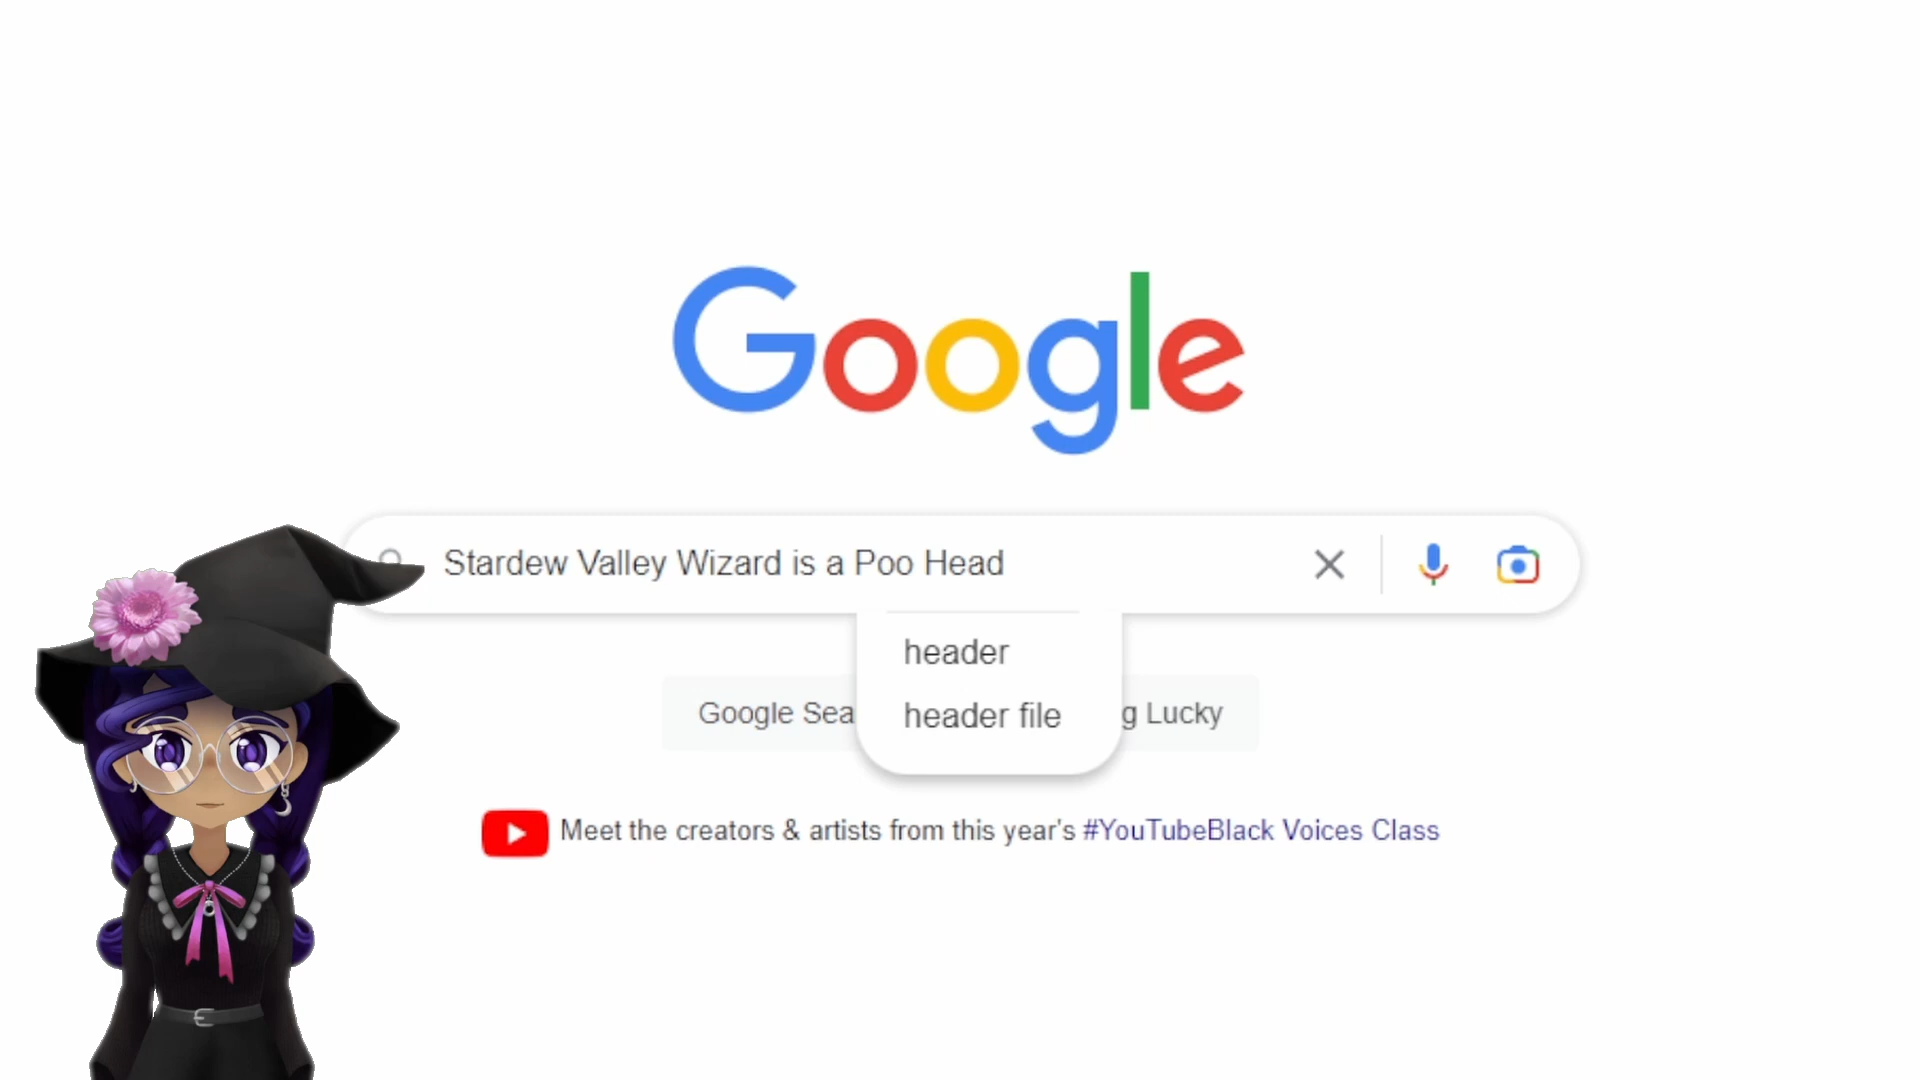 Google
Stardew Valley Wizard is a Poo Head
header
header file
Google Sea
g Lucky
Meet the creators & artists from this year's #YouTubeBlack Voices Class